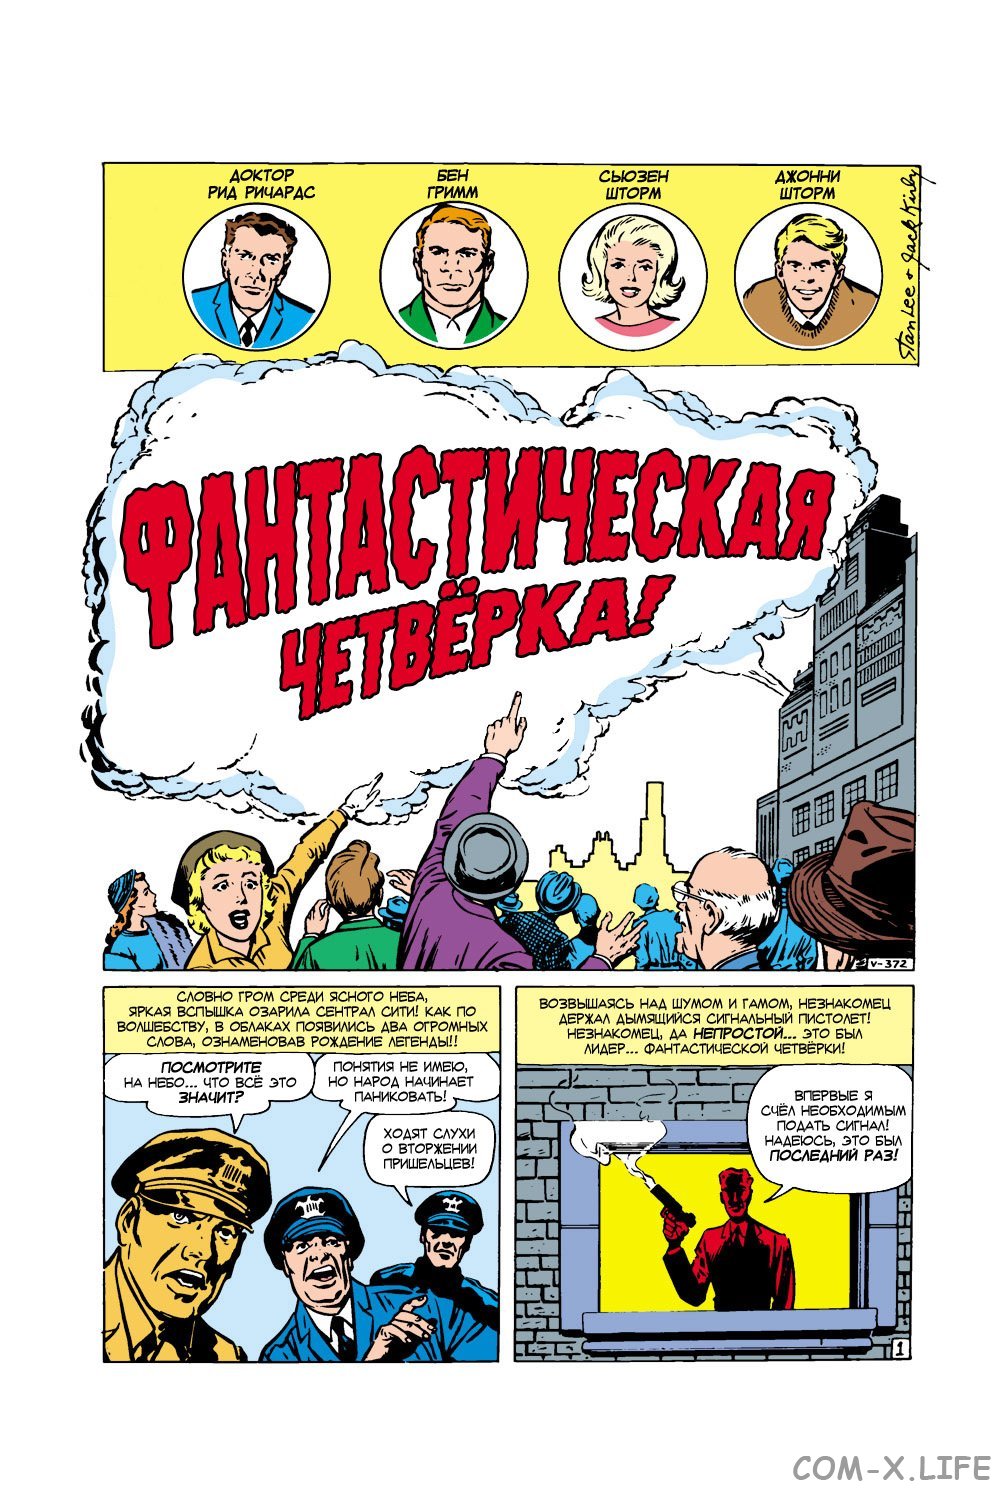 ДОКТОР
РИД РИЧАРДС
БЕН
ГРИММ
СЬЮЗЕН
ШТОРМ
ДЖОННИ
ШТОРМ
Stan Lee + Jack Kirby
ФАНТАСТИЧЕСКАЯ
ЧЕТВЁРКА!
V-372
СЛОВНО ГРОМ СРЕДИ ЯСНОГО НЕБА,
ЯРКАЯ ВСПЫШКА ОЗАРИЛА СЕНТРАЛ СИТИ! КАК ПО
ВОЛШЕБСТВУ, В ОБЛАКАХ ПОЯВИЛИСЬ ДВА ОГРОМНЫХ
СЛОВА, ОЗНАМЕНОВАВ РОЖДЕНИЕ ЛЕГЕНДЫ!!
ПОСМОТРИТЕ
НА НЕБО... ЧТО ВСЁ ЭТО
ЗНАЧИТ?
ПОНЯТИЯ НЕ ИМЕЮ,
НО НАРОД НАЧИНАЕТ
ПАНИКОВАТЬ!
ХОДЯТ СЛУХИ
О ВТОРЖЕНИИ
ПРИШЕЛЬЦЕВ!
ВОЗВЫШАЯСЬ НАД ШУМОМ И ГАМОМ, НЕЗНАКОМЕЦ
ДЕРЖАЛ ДЫМЯЩИЙСЯ СИГНАЛЬНЫЙ ПИСТОЛЕТ!
НЕЗНАКОМЕЦ, ДА НЕПРОСТОЙ... ЭТО БЫЛ
ЛИДЕР... ФАНТАСТИЧЕСКОЙ ЧЕТВЁРКИ!
ВПЕРВЫЕ Я
СЧЁЛ НЕОБХОДИМЫМ
ПОДАТЬ СИГНАЛ!
НАДЕЮСЬ, ЭТО БЫЛ
ПОСЛЕДНИЙ РАЗ!
1
COM-X.LIFE